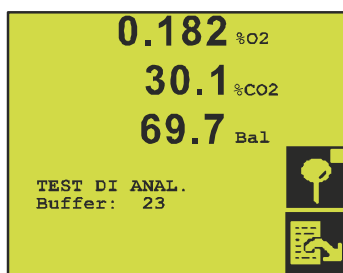 0.182 %O2
30.1 %CO2
69.7 Bal
TEST DI ANAL.
Buffer: 23